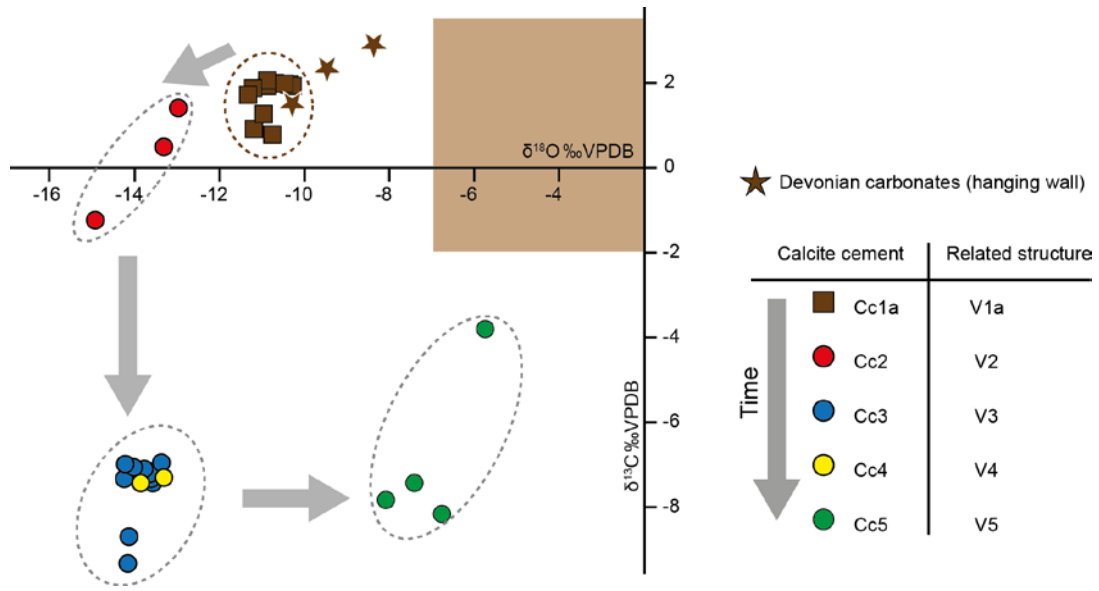 2
δ¹⁸O ‰VPDB
0
-16
-14
-12
-10
-8
-6
-4
-2
-4
-6
-8
δ¹³C ‰VPDB
Devonian carbonates (hanging wall)
Calcite cement Related structure
Cc1a V1a
Cc2 V2
Cc3 V3
Cc4 V4
Cc5 V5
Time